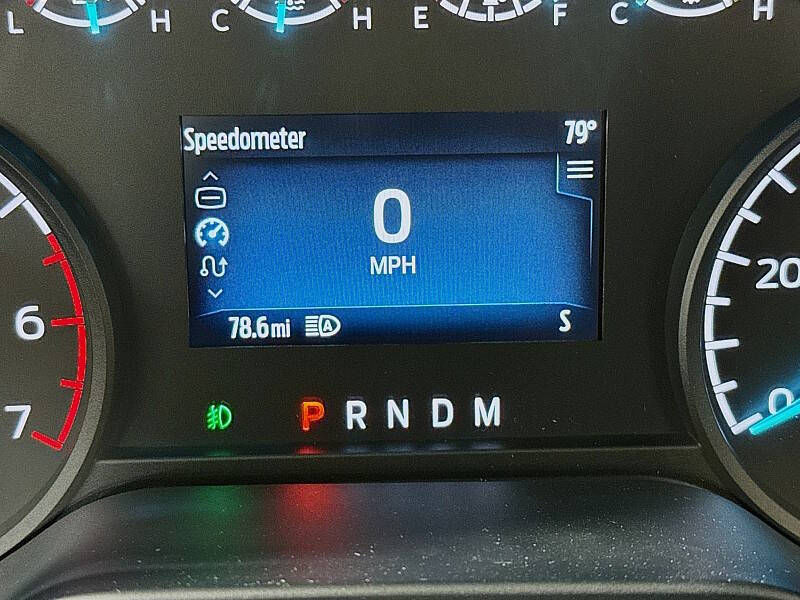 L H C H E F C H
Speedometer 79°
0
MPH
78.6mi A S
P R N D M
6
7
20
0